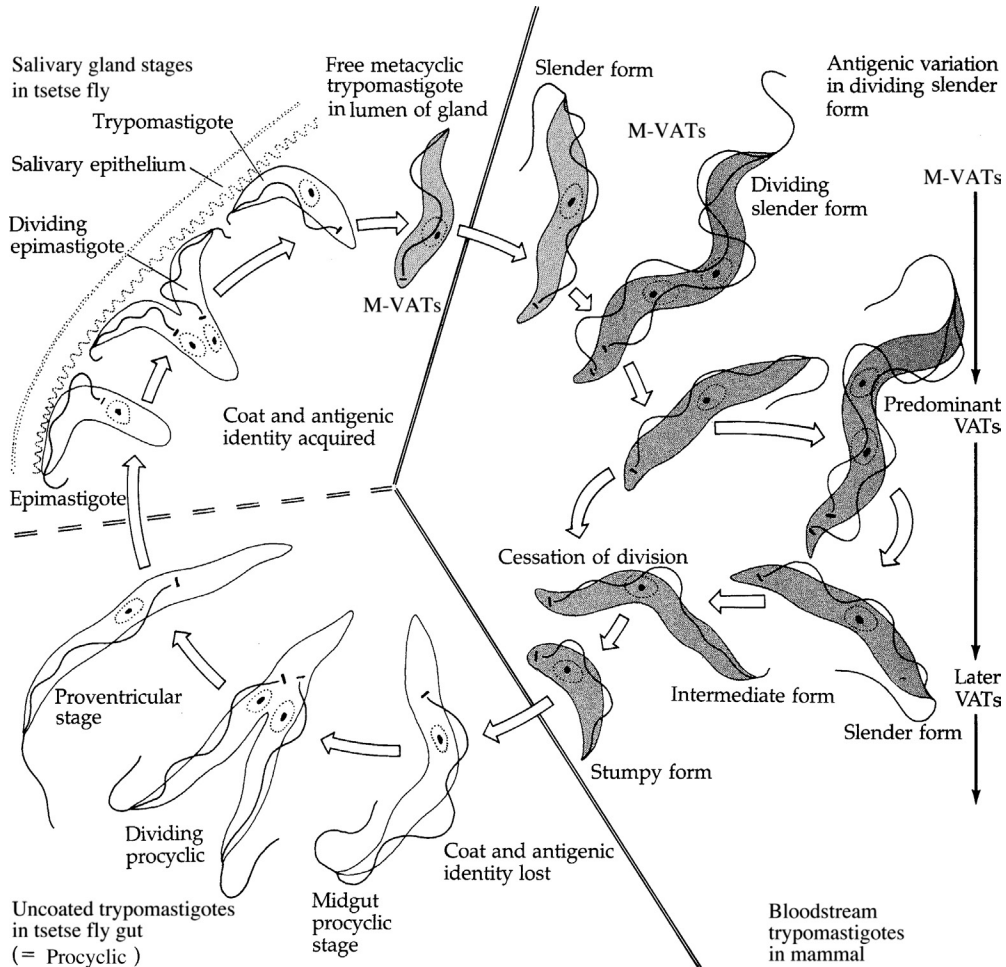 Salivary gland stages
in tsetse fly
Trypomastigote
Salivary epithelium
Dividing
epimastigote
Epimastigote
Free metacyclic
trypomastigote
in lumen of gland
M-VATs
Coat and antigenic
identity acquired
Slender form
M-VATs
Dividing
slender form
Antigenic variation
in dividing slender
form
M-VATs
Predominant
VATs
Later
VATs
Cessation of division
Intermediate form
Slender form
Stumpy form
Bloodstream
trypomastigotes
in mammal
Coat and antigenic
identity lost
Midgut
procyclic
stage
Dividing
procyclic
Proventricular
stage
Uncoated trypomastigotes
in tsetse fly gut
(= Procyclic )